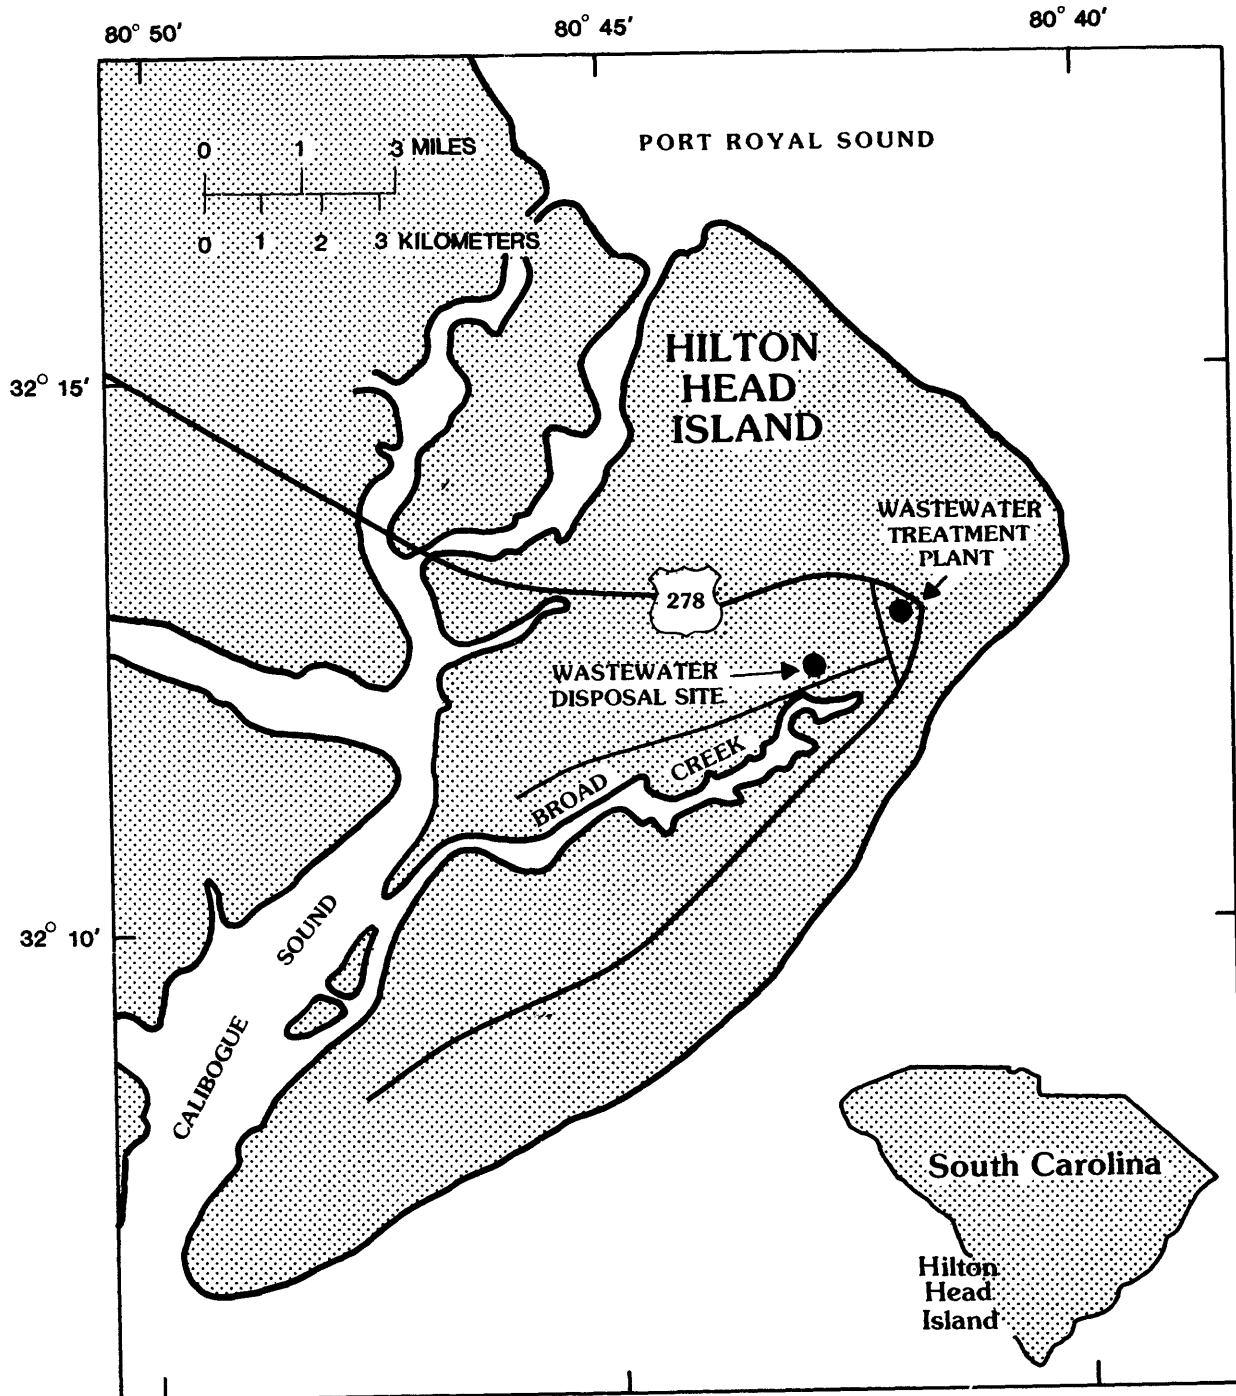 80° 50'
80° 45'
80° 40'
PORT ROYAL SOUND
0 1 3 MILES
0 1 2 3 KILOMETERS
HILTON
HEAD
ISLAND
32° 15'
WASTEWATER
TREATMENT
PLANT
278
WASTEWATER
DISPOSAL SITE
BROAD CREEK
32° 10'
CALIBOGUE SOUND
South Carolina
Hilton
Head
Island